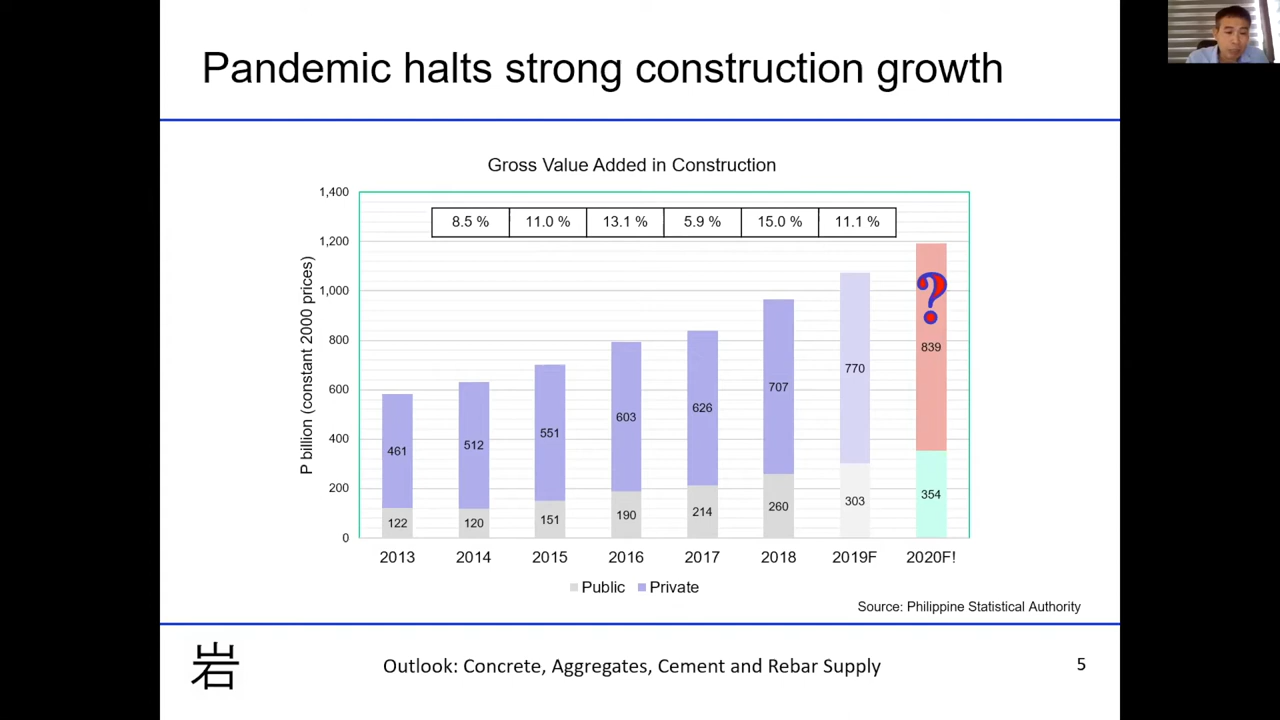 Pandemic halts strong construction growth
Gross Value Added in Construction
P billion (constant 2000 prices)
1,400
1,200
1,000
800
600
400
200
0
8.5 % 11.0 % 13.1 % 5.9 % 15.0 % 11.1 %
?
461 512 551 603 626 707 770 839
122 120 151 190 214 260 303 354
2013 2014 2015 2016 2017 2018 2019F 2020F!
Public Private
Source: Philippine Statistical Authority
岩
Outlook: Concrete, Aggregates, Cement and Rebar Supply
5